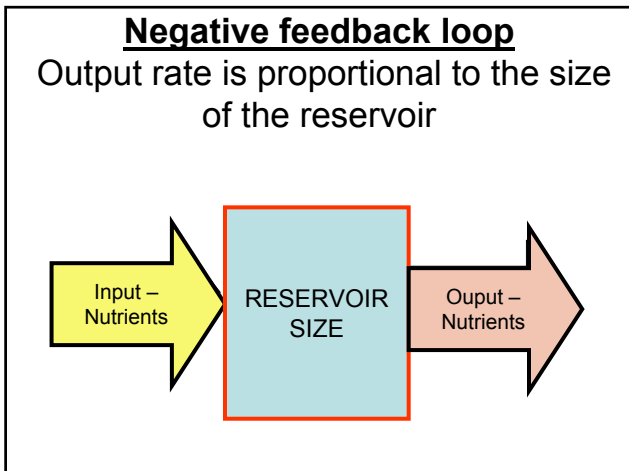 Negative feedback loop
Output rate is proportional to the size
of the reservoir
Input –
Nutrients
RESERVOIR
SIZE
Ouput –
Nutrients